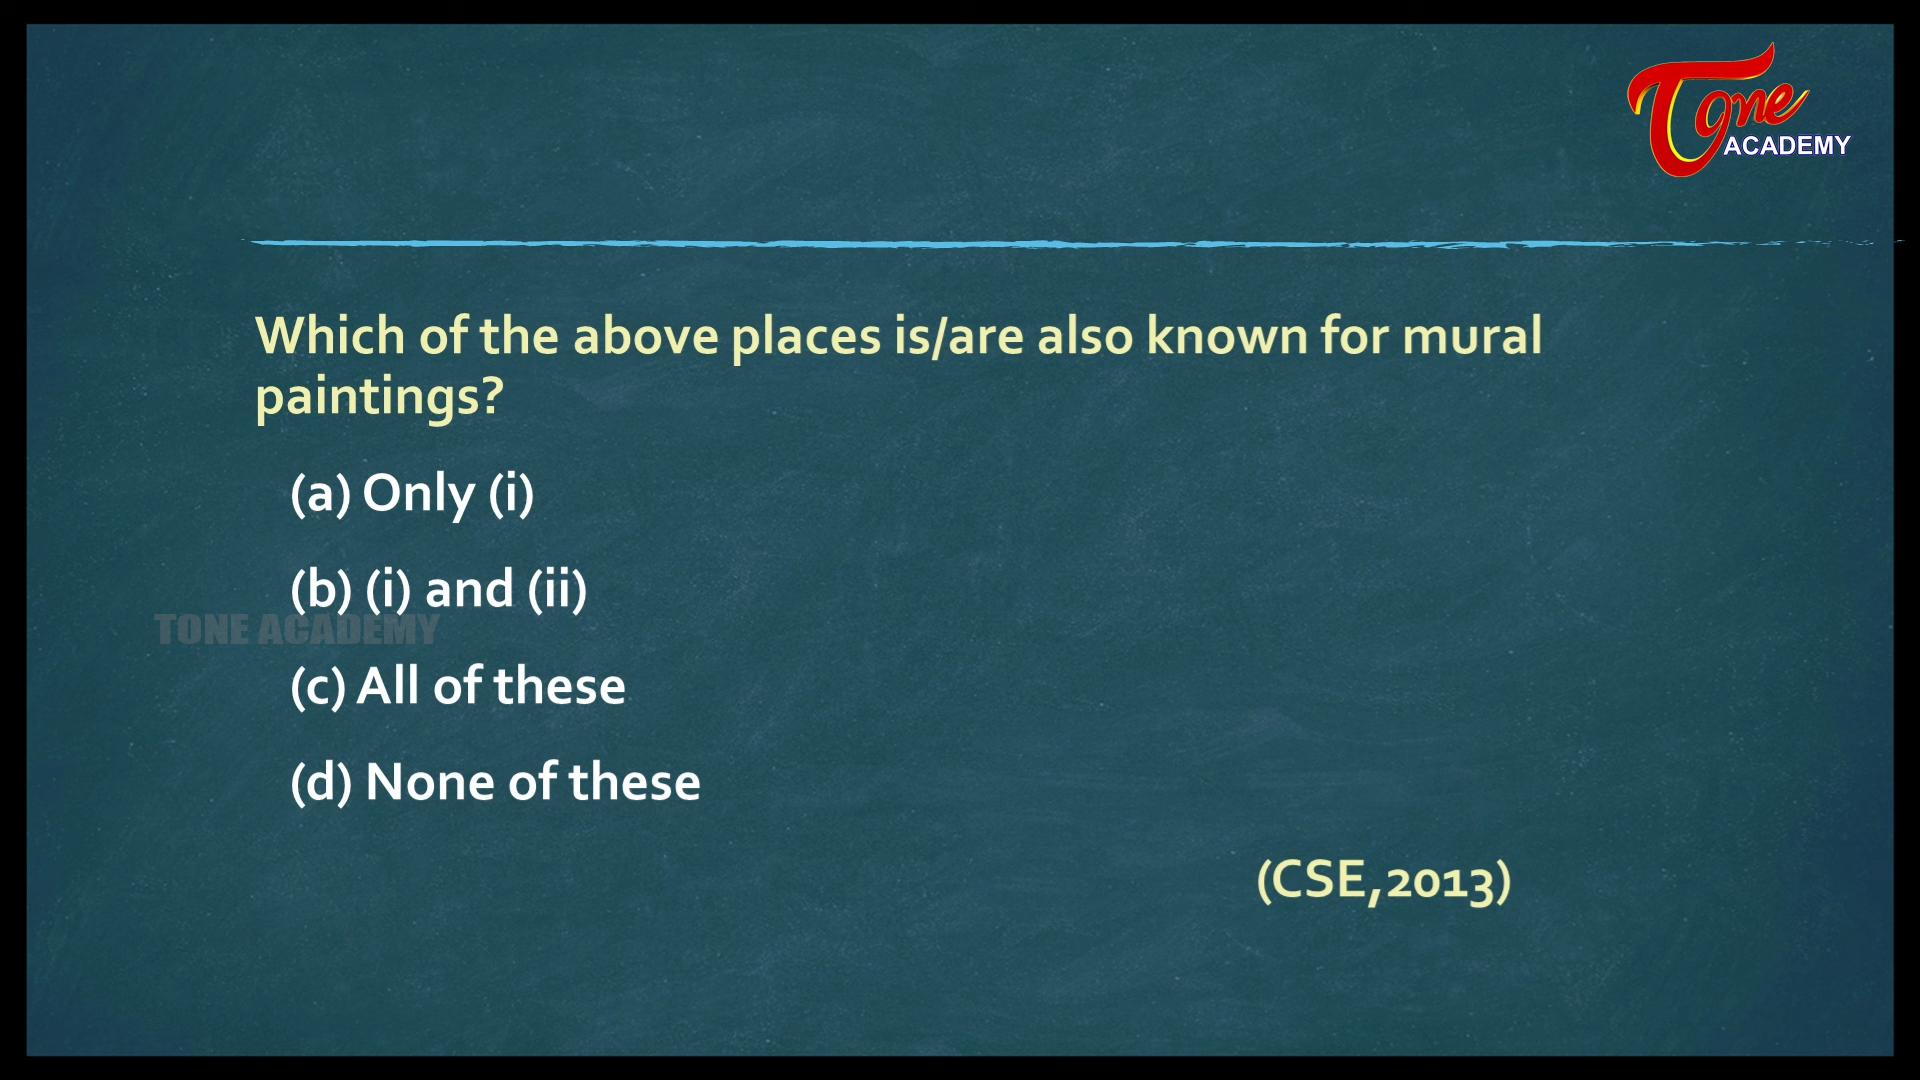 Tone
ACADEMY
Which of the above places is/are also known for mural
paintings?
(a) Only (i)
(b) (i) and (ii)
TONE ACADEMY
(c) All of these
(d) None of these
(CSE,2013)